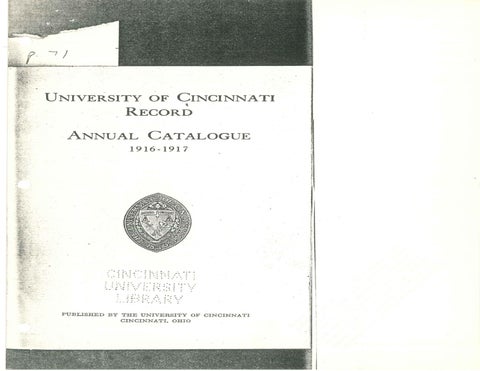 p 71
UNIVERSITY OF CINCINNATI
RECORD
ANNUAL CATALOGUE
1916-1917
CINCINNATI
UNIVERSITY
LIBRARY
PUBLISHED BY THE UNIVERSITY OF CINCINNATI
CINCINNATI, OHIO